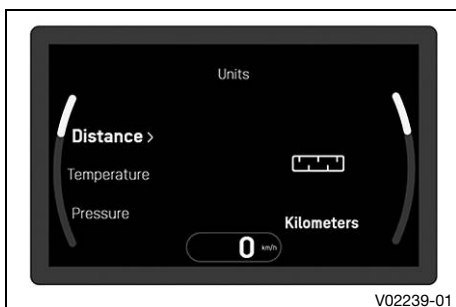 Units
Distance >
Temperature
Pressure
Kilometers
0 km/h
V02239-01